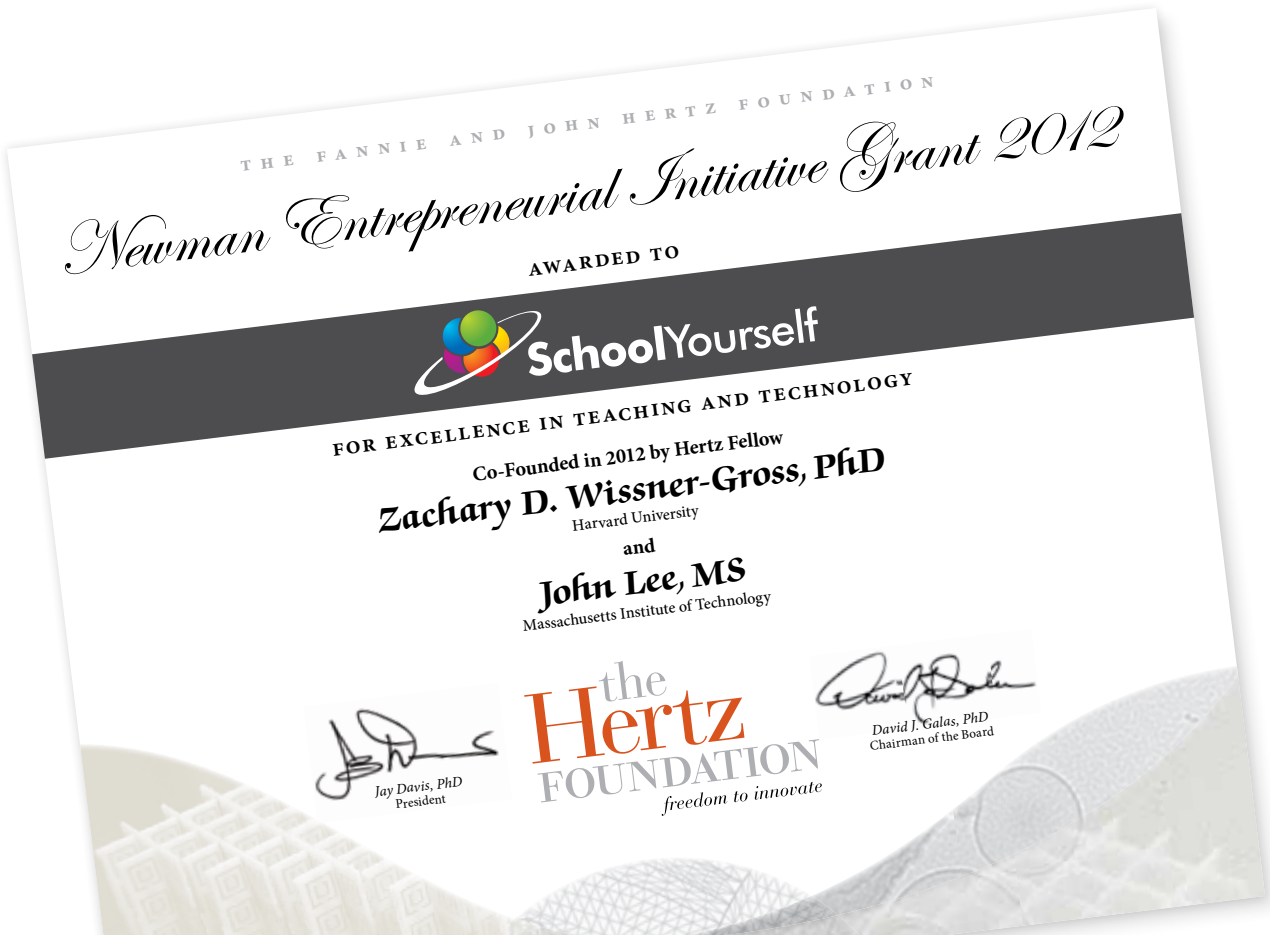 THE FANNIE AND JOHN HERTZ FOUNDATION
Newman Entrepreneurial Initiative Grant 2012
AWARDED TO
SchoolYourself
FOR EXCELLENCE IN TEACHING AND TECHNOLOGY
Co-Founded in 2012 by Hertz Fellow
Zachary D. Wissner-Gross, PhD
Harvard University
and
John Lee, MS
Massachusetts Institute of Technology
the
Hertz
FOUNDATION
freedom to innovate
Jay Davis, PhD
President
David J. Galas, PhD
Chairman of the Board